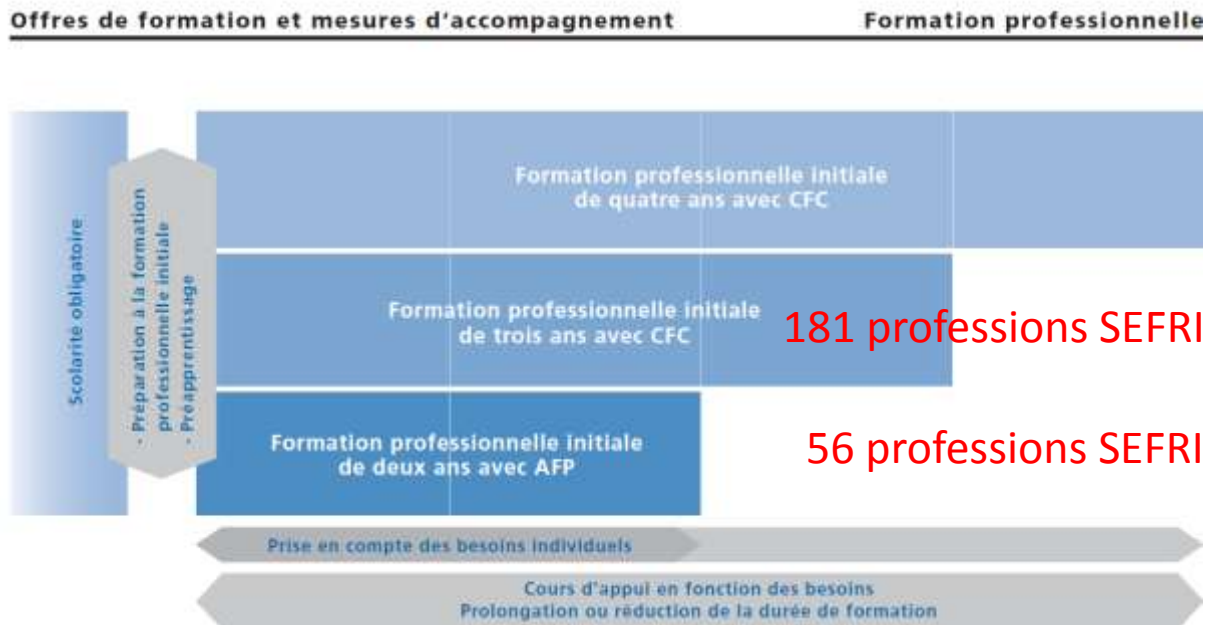 Offres de formation et mesures d'accompagnement
Formation professionnelle
Scolarité obligatoire
- Préparation à la formation
professionnelle initiale
- Préapprentissage
Formation professionnelle initiale
de quatre ans avec CFC
Formation professionnelle initiale
de trois ans avec CFC
181 professions SEFRI
Formation professionnelle initiale
de deux ans avec AFP
56 professions SEFRI
Prise en compte des besoins individuels
Cours d'appui en fonction des besoins
Prolongation ou réduction de la durée de formation